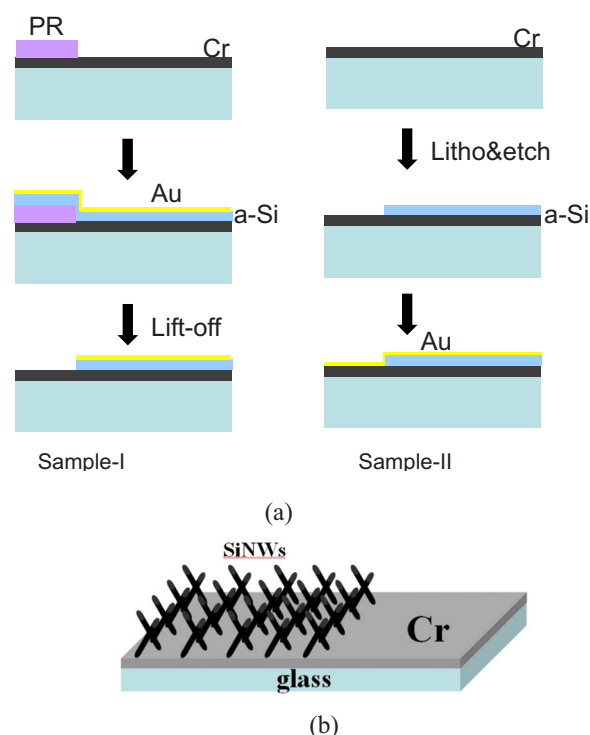 PR
Cr
Au
a-Si
Lift-off
Sample-I
Cr
Litho&etch
a-Si
Au
Sample-II
(a)
SiNWs
Cr
glass
(b)